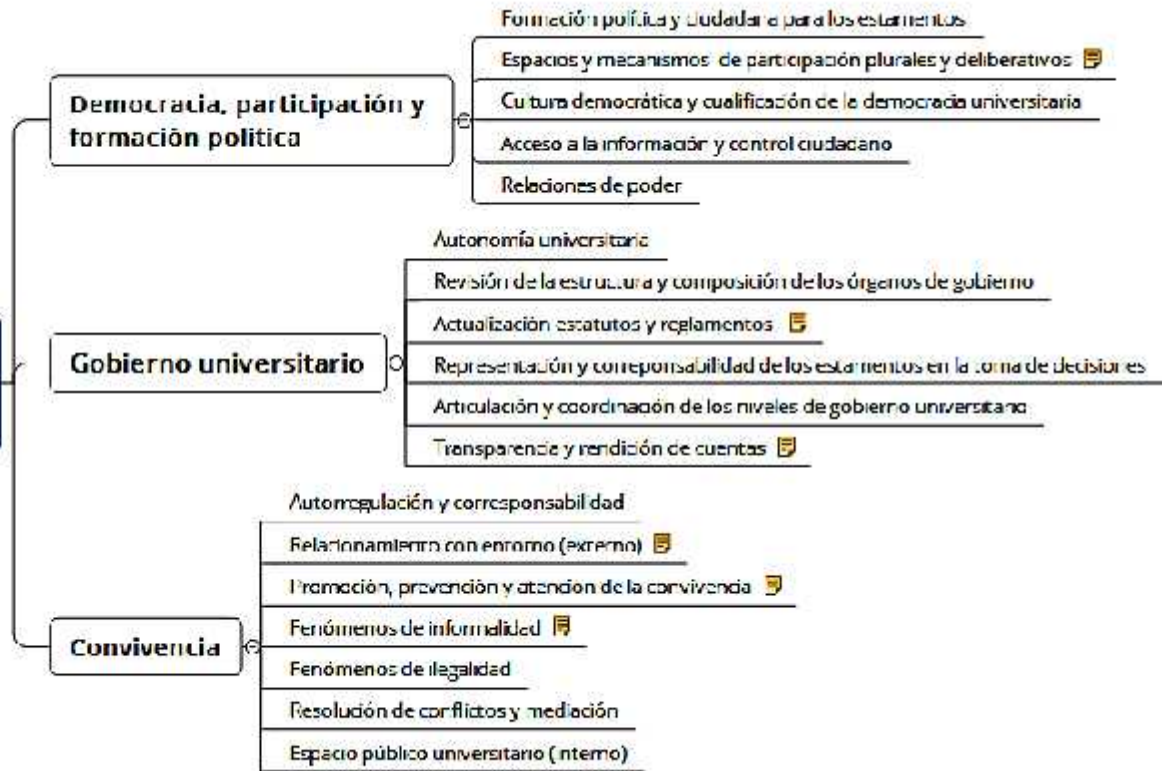 Democracia, participación y
formación política
Formación política y ciudadana para los estamentos
Espacios y mecanismos de participación plurales y deliberativos
Cultura democrática y cualificación de la democracia universitaria
Acceso a la información y control ciudadano
Relaciones de poder
Gobierno universitario
Autonomía universitaria
Revisión de la estructura y composición de los órganos de gobierno
Actualización estatutos y reglamentos
Representación y correponsabilidad de los estamentos en la toma de decisiones
Articulación y coordinación de los niveles de gobierno universitario
Transparencia y rendición de cuentas
Convivencia
Autorregulación y corresponsabilidad
Relacionamiento con entorno (externo)
Promoción, prevención y atención de la convivencia
Fenómenos de informalidad
Fenómenos de ilegalidad
Resolución de conflictos y mediación
Espacio público universitario (interno)